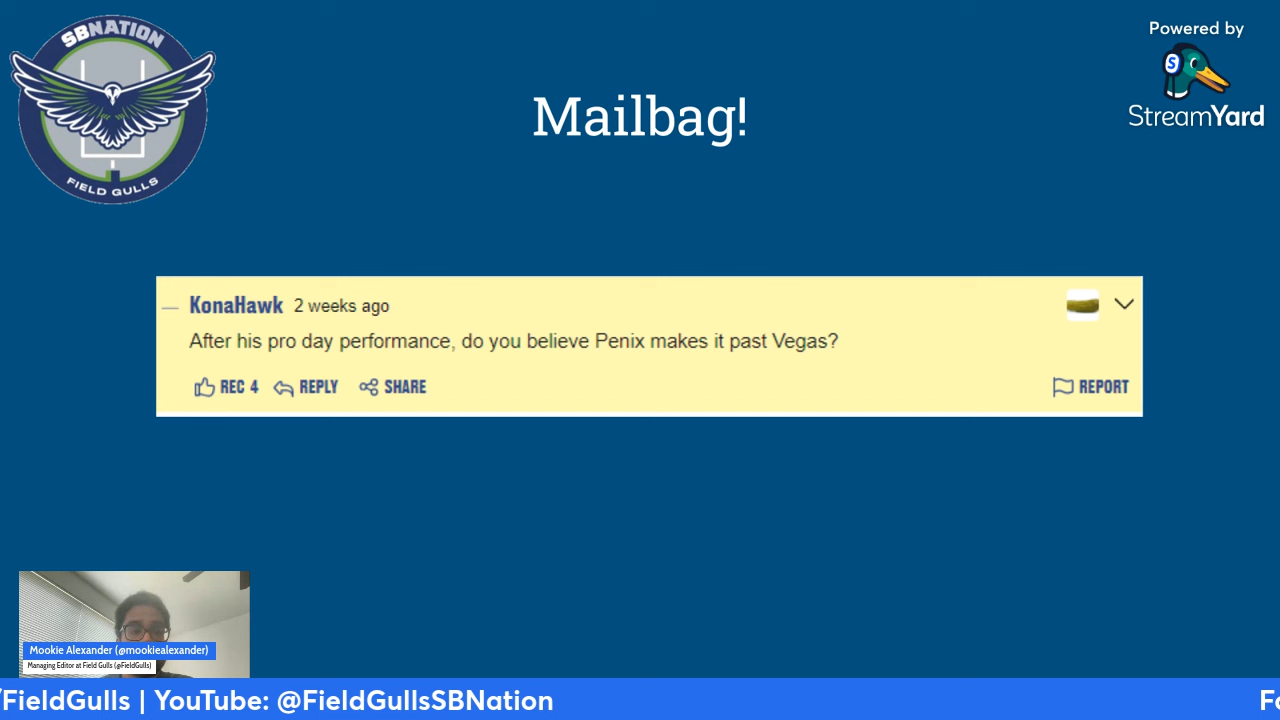 SBNATION
FIELD GULLS
Powered by
S
StreamYard
Mailbag!
KonaHawk 2 weeks ago
After his pro day performance, do you believe Penix makes it past Vegas?
REC 4 REPLY SHARE REPORT
Mookie Alexander (@mookiealexander)
Managing Editor at Field Gulls (@FieldGulls)
/FieldGulls | YouTube: @FieldGullsSBNation Fo